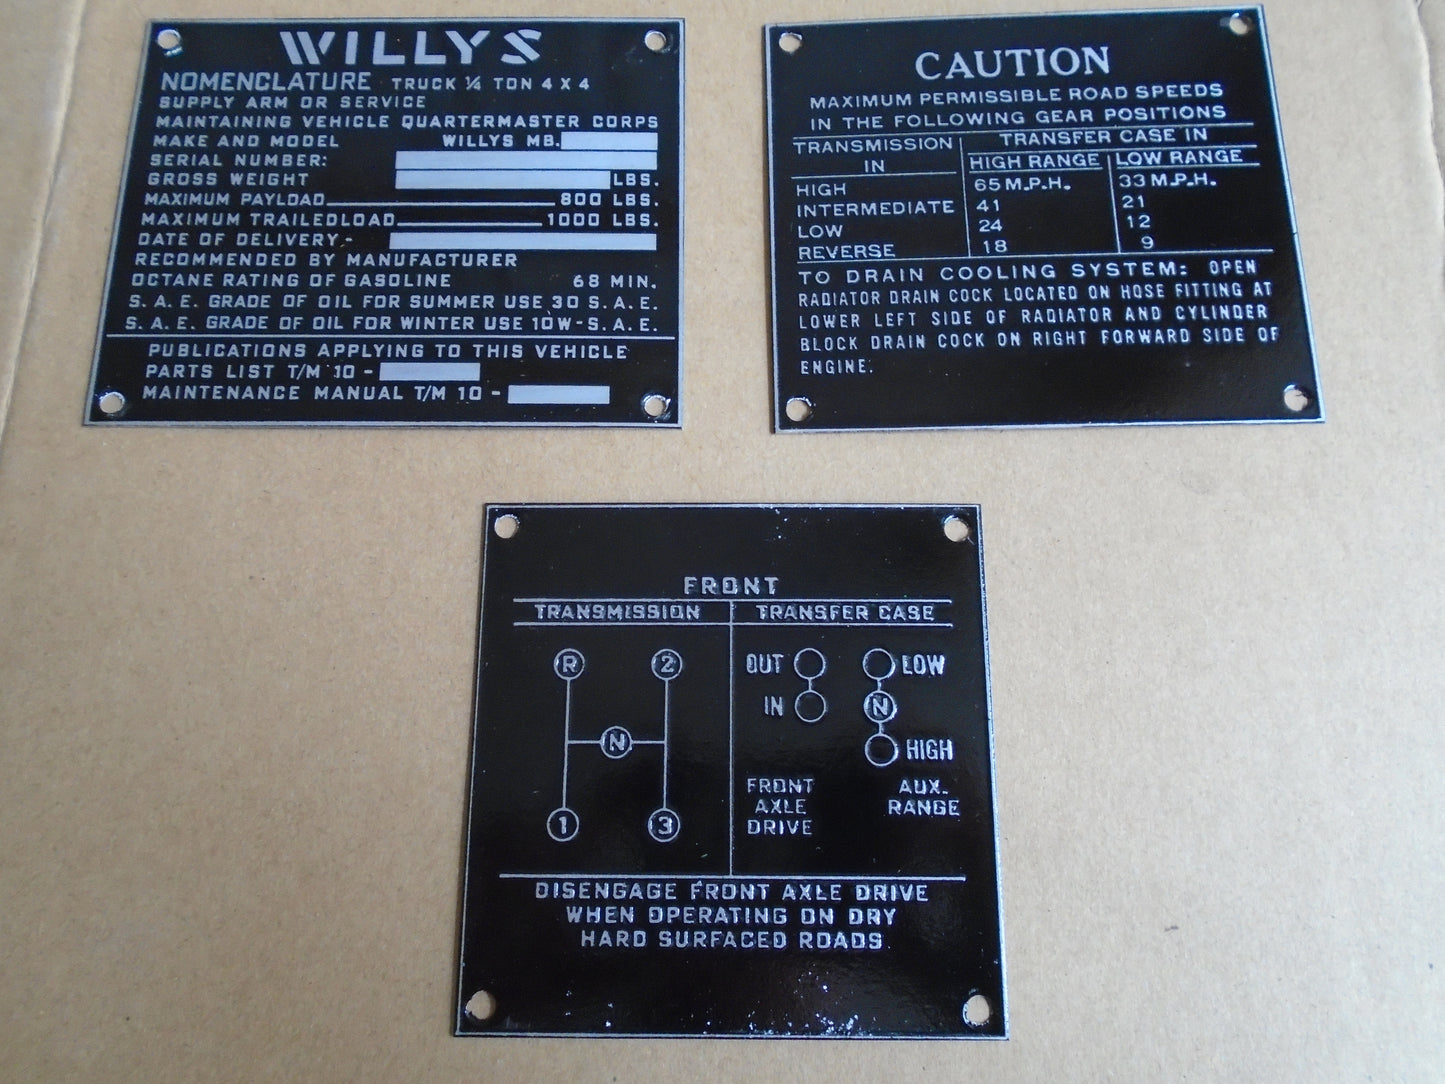 WILLYS
NOMENCLATURE TRUCK ¼ TON 4 X 4
SUPPLY ARM OR SERVICE
MAINTAINING VEHICLE QUARTERMASTER CORPS
MAKE AND MODEL WILLYS MB.
SERIAL NUMBER:
GROSS WEIGHT LBS.
MAXIMUM PAYLOAD 800 LBS.
MAXIMUM TRAILEDLOAD 1000 LBS.
DATE OF DELIVERY-
RECOMMENDED BY MANUFACTURER
OCTANE RATING OF GASOLINE 68 MIN.
S. A. E. GRADE OF OIL FOR SUMMER USE 30 S. A. E.
S. A. E. GRADE OF OIL FOR WINTER USE 10W-S. A. E.
PUBLICATIONS APPLYING TO THIS VEHICLE
PARTS LIST T/M 10 -
MAINTENANCE MANUAL T/M 10 -
CAUTION
MAXIMUM PERMISSIBLE ROAD SPEEDS
IN THE FOLLOWING GEAR POSITIONS
TRANSMISSION IN TRANSFER CASE IN
HIGH RANGE LOW RANGE
HIGH 65 M.P.H. 33 M.P.H.
INTERMEDIATE 41 21
LOW 24 12
REVERSE 18 9
TO DRAIN COOLING SYSTEM: OPEN
RADIATOR DRAIN COCK LOCATED ON HOSE FITTING AT
LOWER LEFT SIDE OF RADIATOR AND CYLINDER
BLOCK DRAIN COCK ON RIGHT FORWARD SIDE OF
ENGINE.
FRONT
TRANSMISSION TRANSFER CASE
R 2 OUT LOW
IN N
N HIGH
FRONT AUX.
AXLE RANGE
DRIVE
1 3
DISENGAGE FRONT AXLE DRIVE
WHEN OPERATING ON DRY
HARD SURFACED ROADS